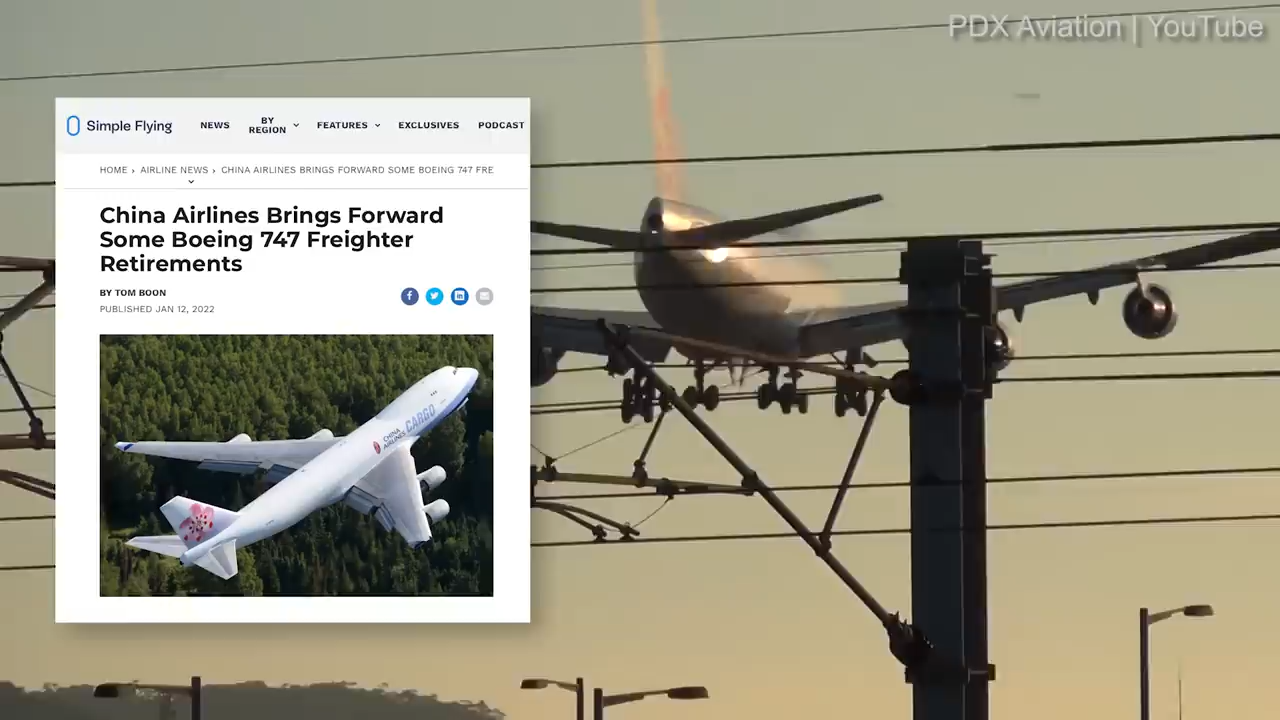 PDX Aviation | YouTube
Simple Flying
NEWS
BY REGION
FEATURES
EXCLUSIVES
PODCAST
HOME › AIRLINE NEWS › CHINA AIRLINES BRINGS FORWARD SOME BOEING 747 FRE
China Airlines Brings Forward
Some Boeing 747 Freighter
Retirements
BY TOM BOON
PUBLISHED JAN 12, 2022
CHINA AIRLINES CARGO